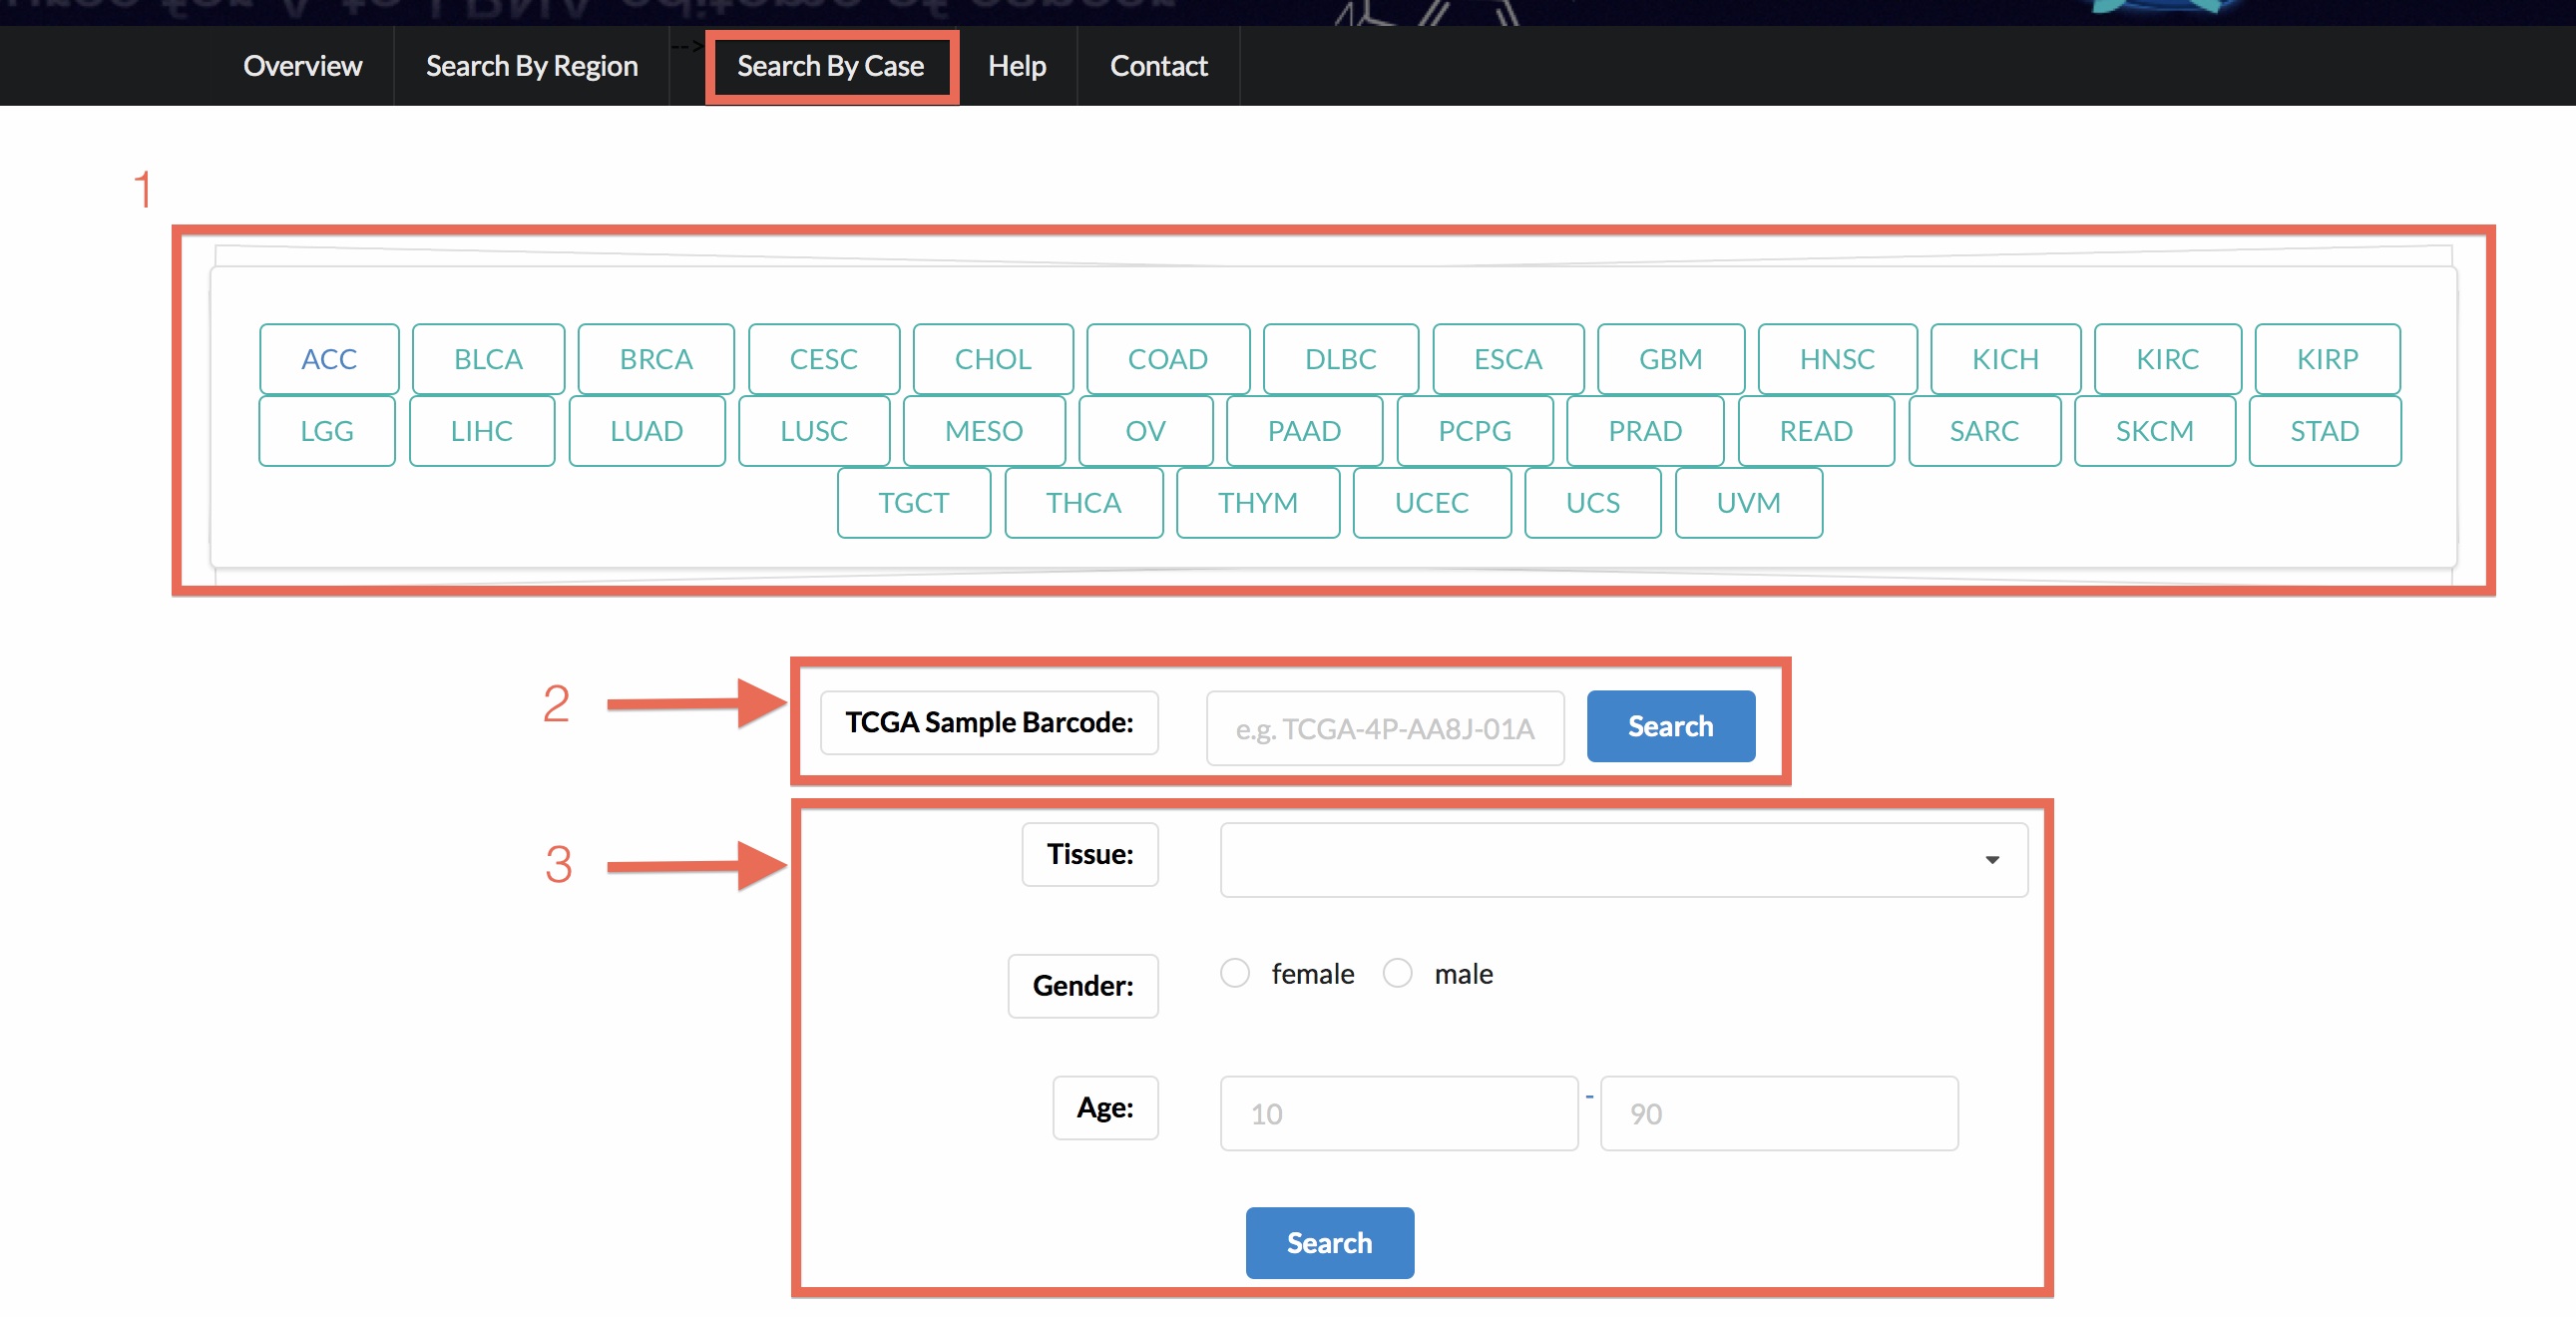 Overview Search By Region --> Search By Case Help Contact
1
ACC BLCA BRCA CESC CHOL COAD DLBC ESCA GBM HNSC KICH KIRC KIRP
LGG LIHC LUAD LUSC MESO OV PAAD PCPG PRAD READ SARC SKCM STAD
TGCT THCA THYM UCEC UCS UVM
2 TCGA Sample Barcode: e.g. TCGA-4P-AA8J-01A Search
3 Tissue:
Gender: female male
Age: 10 - 90
Search